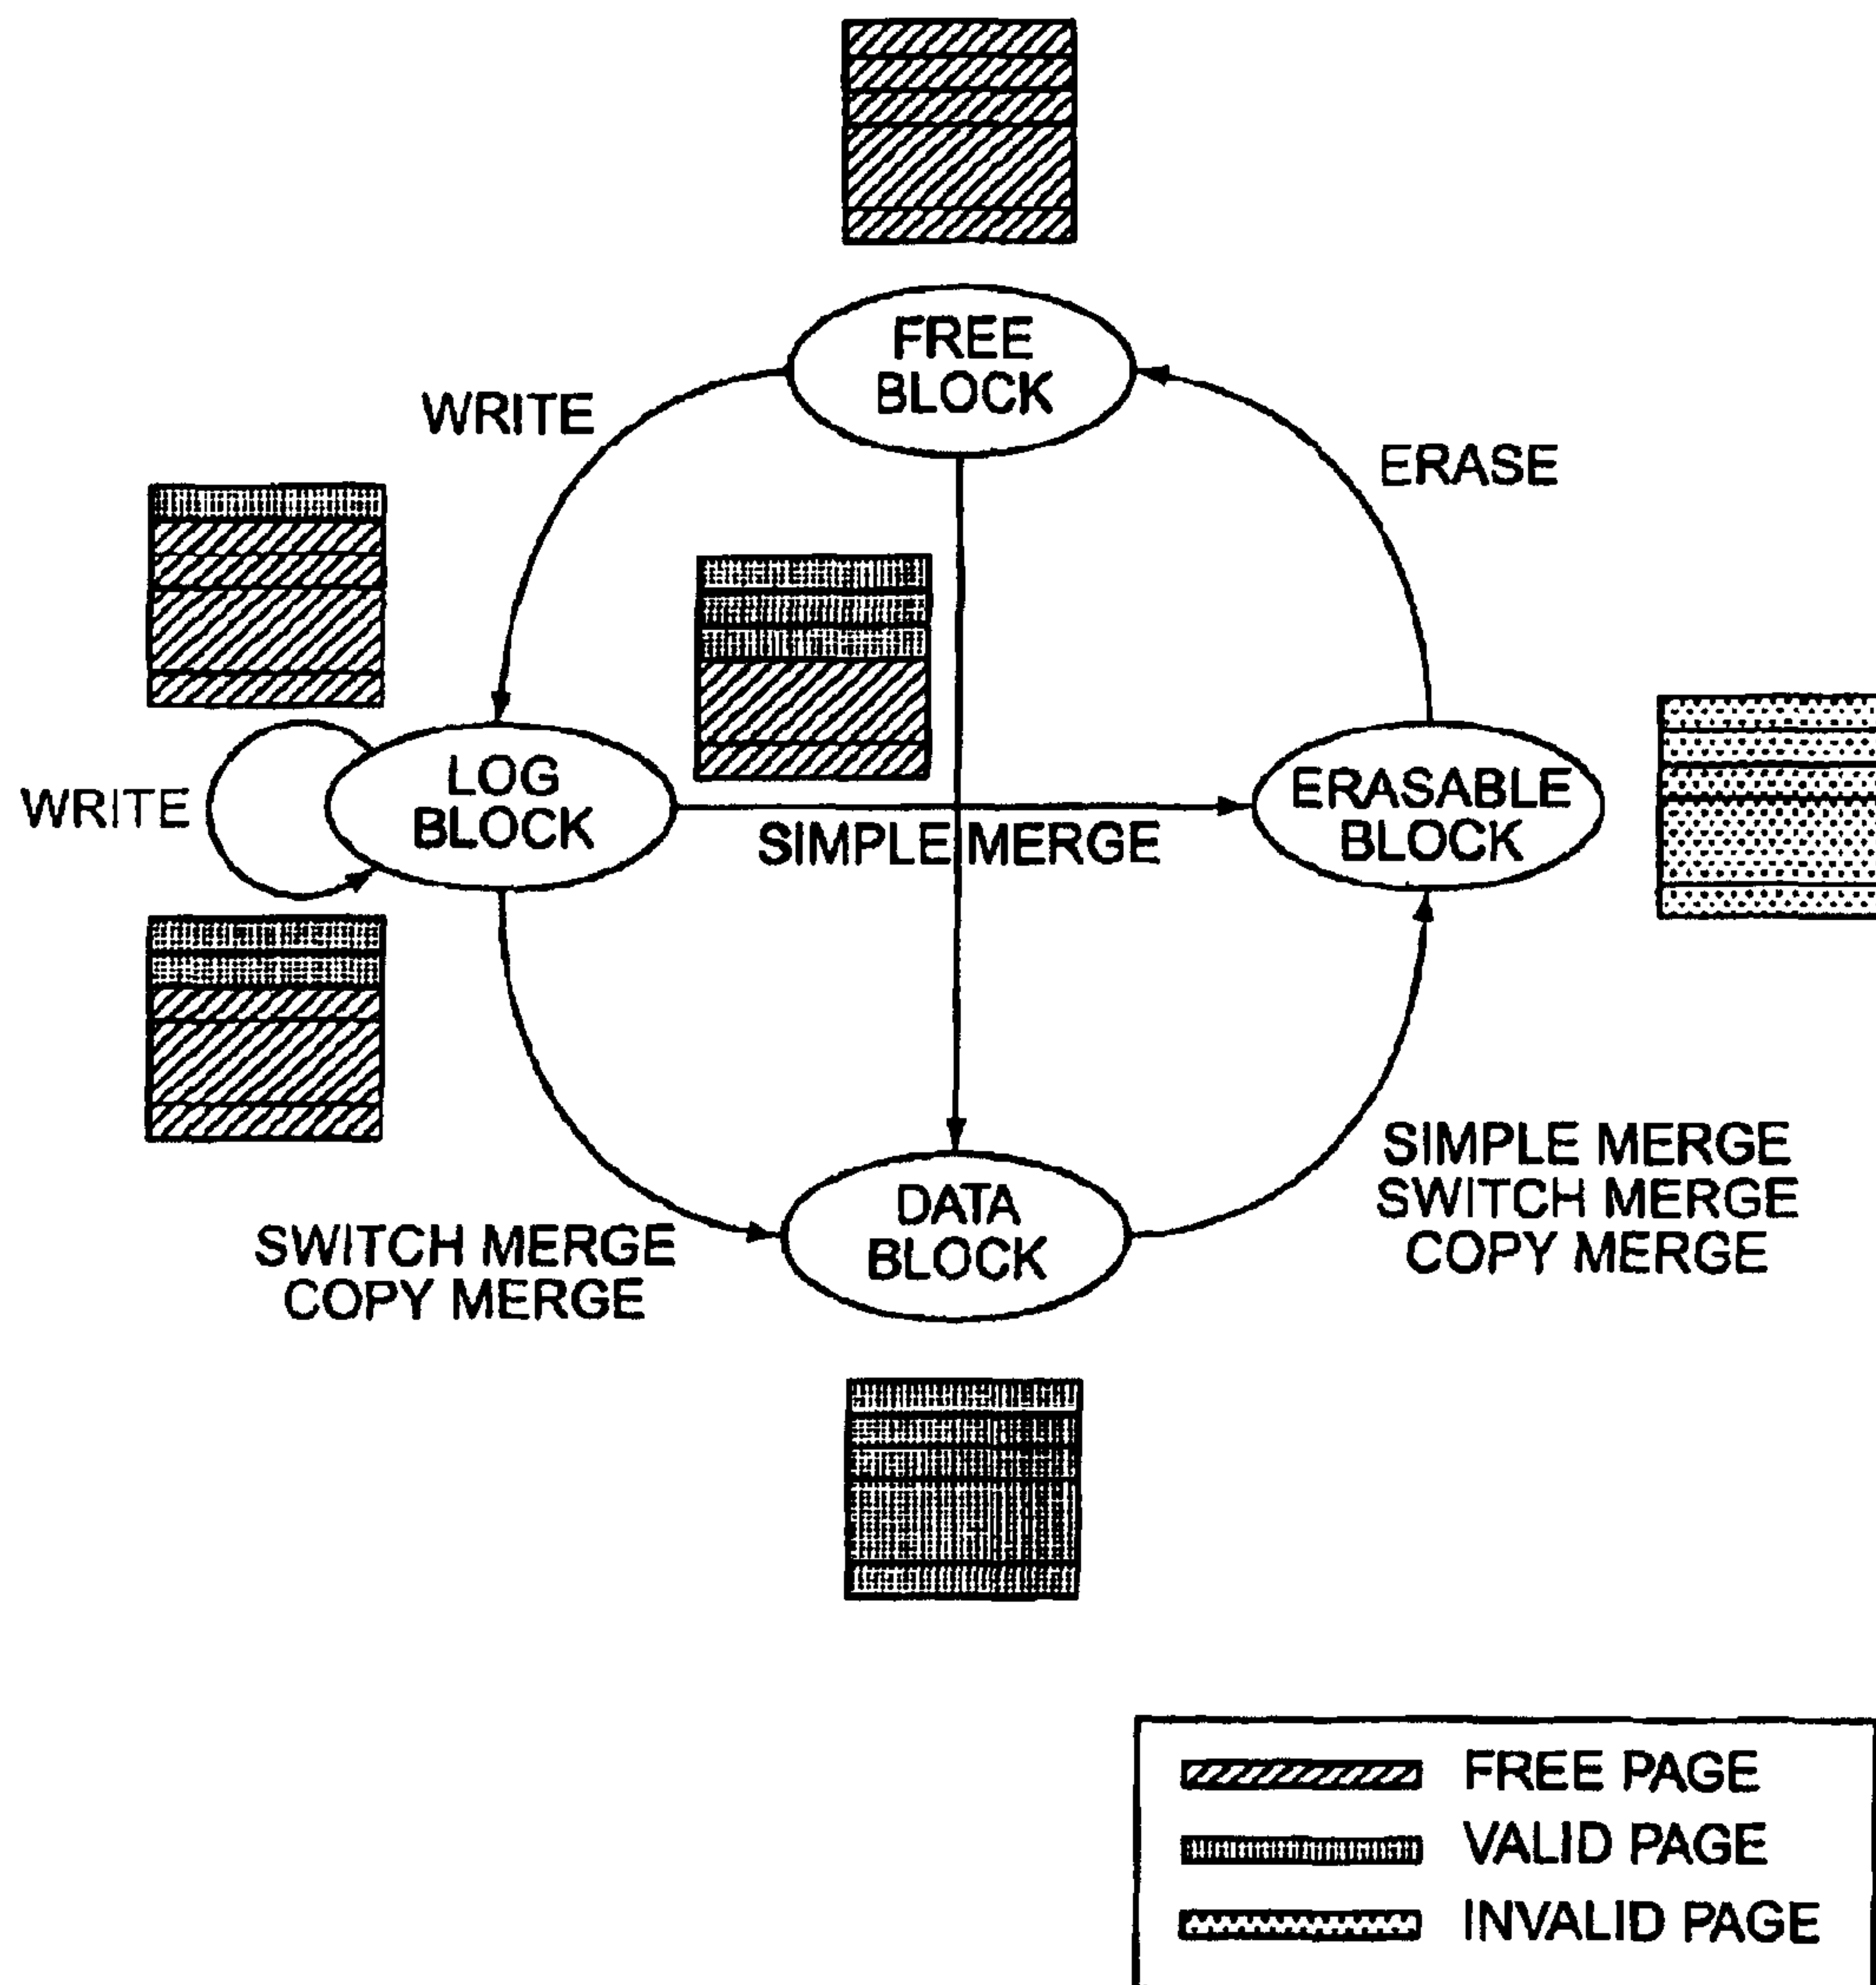 FREE
BLOCK
WRITE
ERASE
LOG
BLOCK
WRITE
ERASABLE
BLOCK
SIMPLE MERGE
SIMPLE MERGE
SWITCH MERGE
COPY MERGE
DATA
BLOCK
SWITCH MERGE
COPY MERGE
FREE PAGE
VALID PAGE
INVALID PAGE